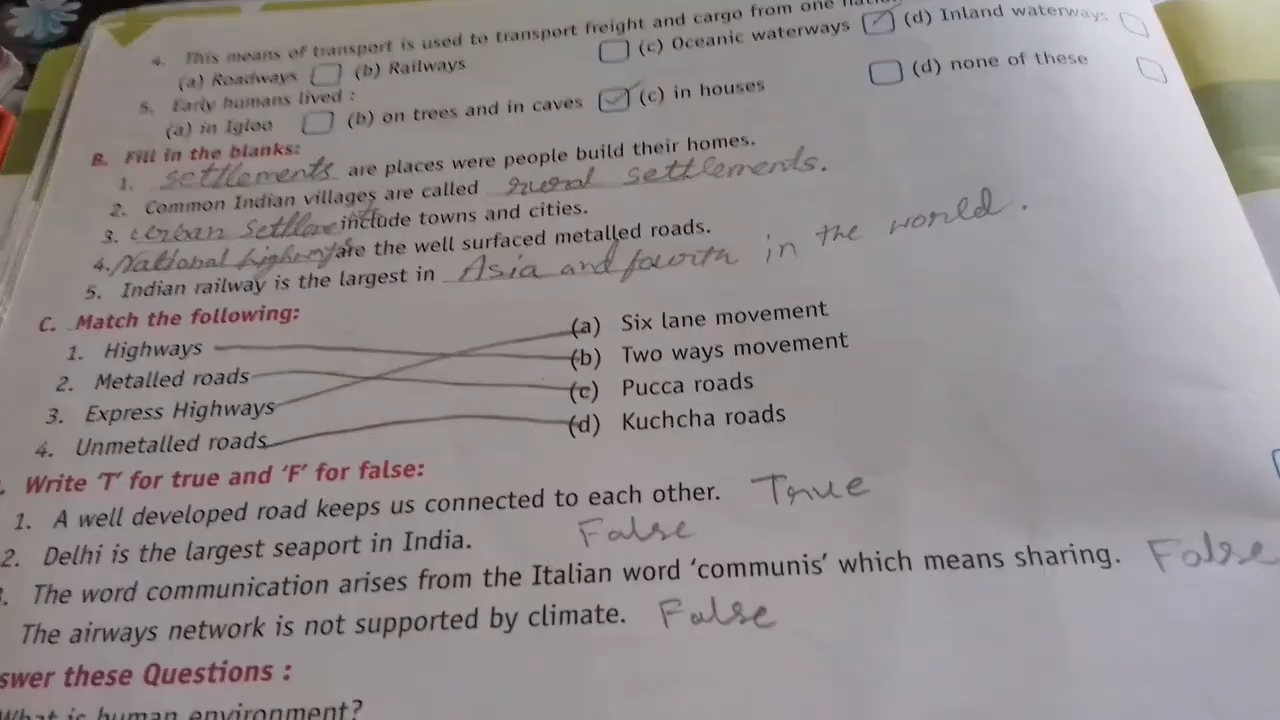 4. This means of transport is used to transport freight and cargo from one
(a) Roadways (b) Railways (c) Oceanic waterways (d) Inland waterways
5. Early humans lived :
(a) in Igloo (b) on trees and in caves (c) in houses (d) none of these
B. Fill in the blanks:
1. settlements are places were people build their homes.
2. Common Indian villages are called rural settlements.
3. urban include towns and cities.
4. National are the well surfaced metalled roads.
5. Indian railway is the largest in Asia and fourth in the world.
C. Match the following:
1. Highways (a) Six lane movement
2. Metalled roads (b) Two ways movement
3. Express Highways (c) Pucca roads
4. Unmetalled roads (d) Kuchcha roads
. Write ‘T’ for true and ‘F’ for false:
1. A well developed road keeps us connected to each other. True
2. Delhi is the largest seaport in India. False
. The word communication arises from the Italian word ‘communis’ which means sharing. False
The airways network is not supported by climate. False
swer these Questions :
What is human environment?